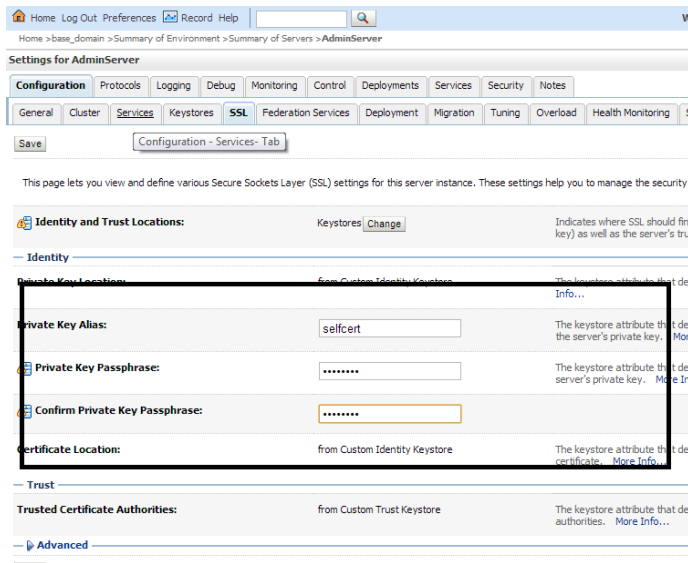 Home Log Out Preferences Record Help
Home >base_domain >Summary of Environment >Summary of Servers >AdminServer
Settings for AdminServer
Configuration Protocols Logging Debug Monitoring Control Deployments Services Security Notes
General Cluster Services Keystores SSL Federation Services Deployment Migration Tuning Overload Health Monitoring
Save
Configuration - Services- Tab
This page lets you view and define various Secure Sockets Layer (SSL) settings for this server instance. These settings help you to manage the security
Identity and Trust Locations: Keystores Change Indicates where SSL should fin
key) as well as the server's tru
Identity
Private Key Location: from Custom Identity Keystore The keystore attribute that de
Info...
Private Key Alias: selfcert The keystore attribute that de
the server's private key. Mor
Private Key Passphrase: •••••••• The keystore attribute that de
server's private key. More In
Confirm Private Key Passphrase: ••••••••
Certificate Location: from Custom Identity Keystore The keystore attribute that de
certificate. More Info...
Trust
Trusted Certificate Authorities: from Custom Trust Keystore The keystore attribute that de
authorities. More Info...
Advanced